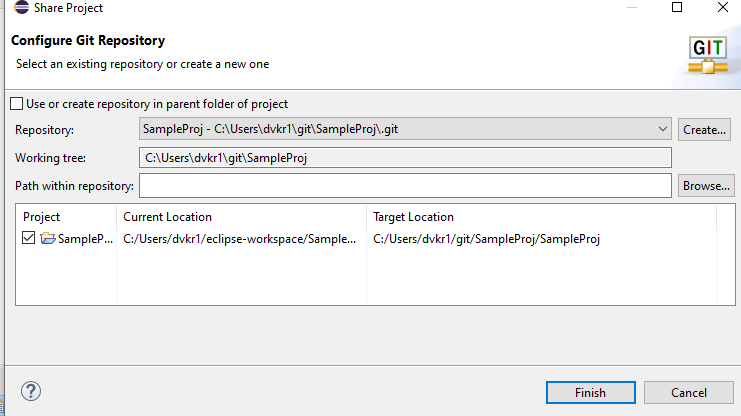 Share Project
Configure Git Repository
Select an existing repository or create a new one
GIT
Use or create repository in parent folder of project
Repository: SampleProj - C:\Users\dvkr1\git\SampleProj\.git Create...
Working tree: C:\Users\dvkr1\git\SampleProj
Path within repository: Browse...
Project Current Location Target Location
SampleP... C:/Users/dvkr1/eclipse-workspace/Sample... C:/Users/dvkr1/git/SampleProj/SampleProj
?
Finish Cancel